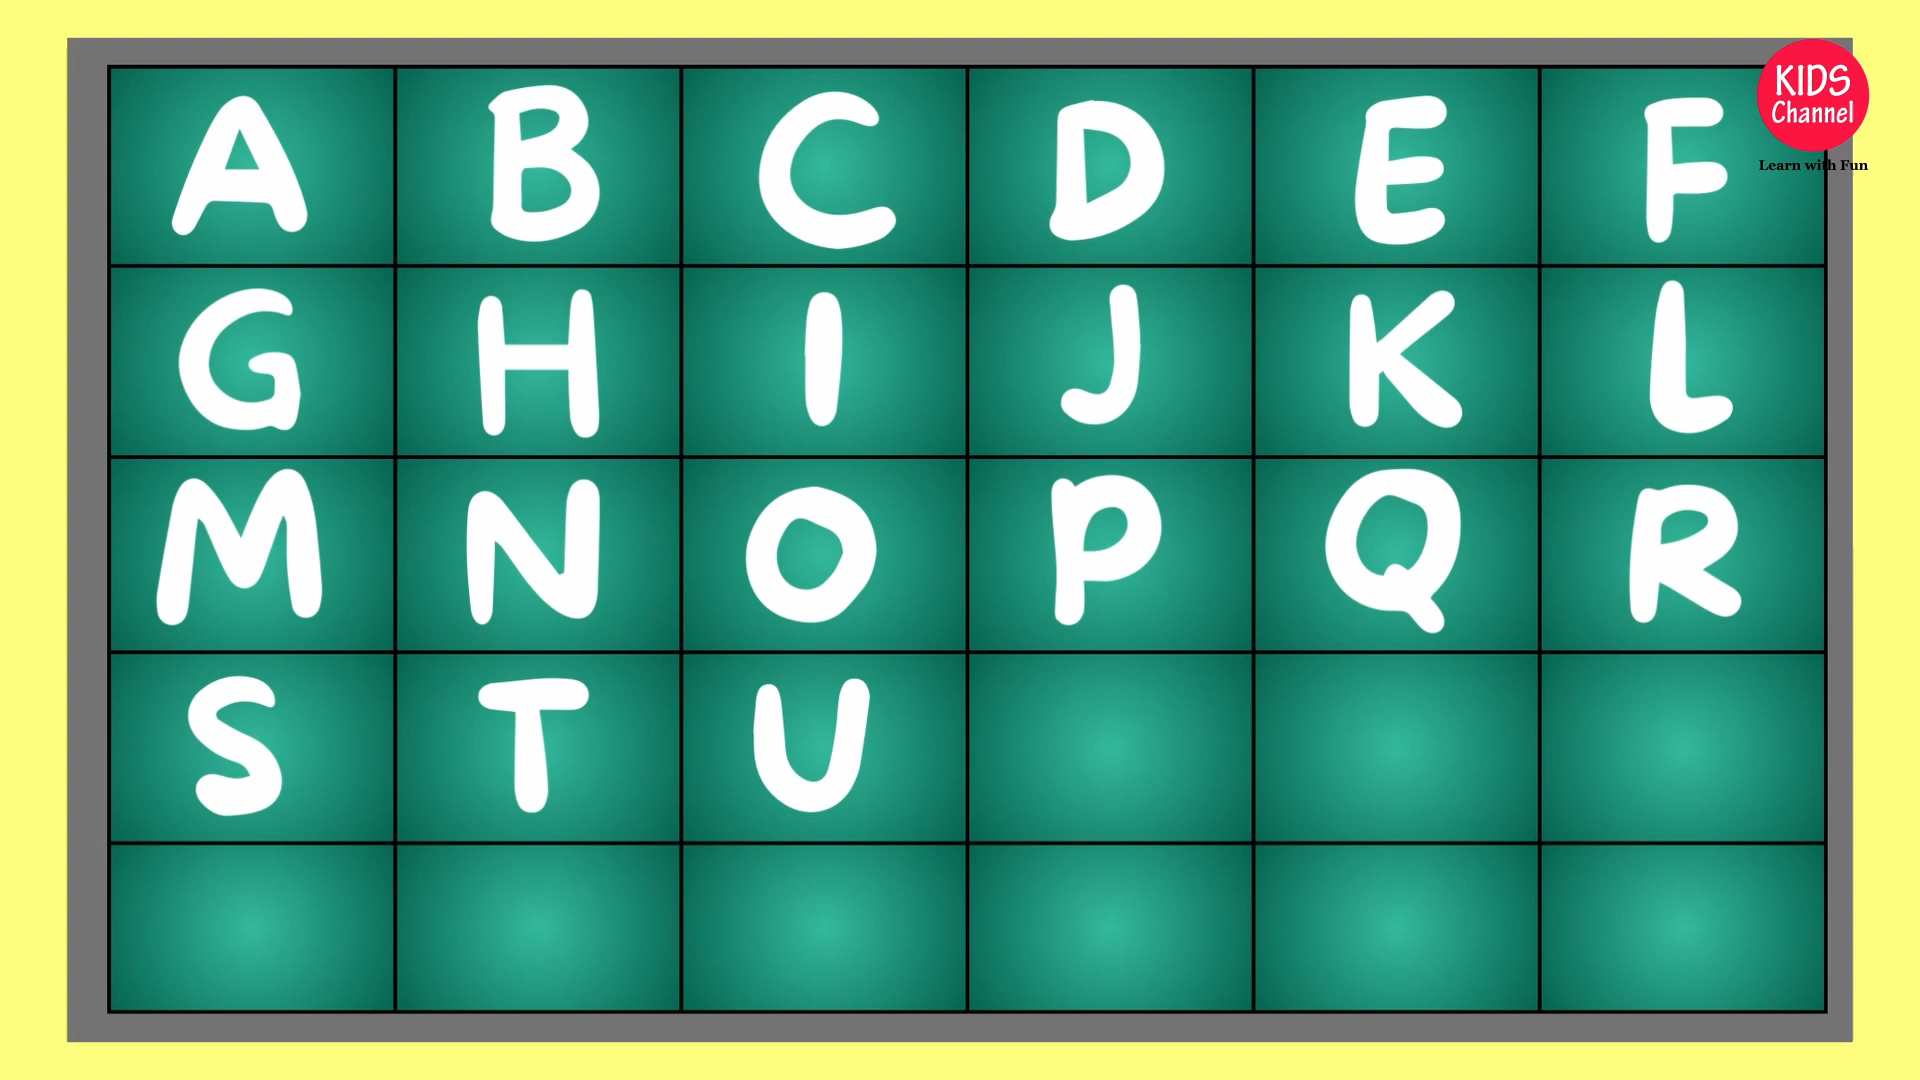 A B C D E F
KIDS
Channel
Learn with Fun
G H I J K L
M N O P Q R
S T U